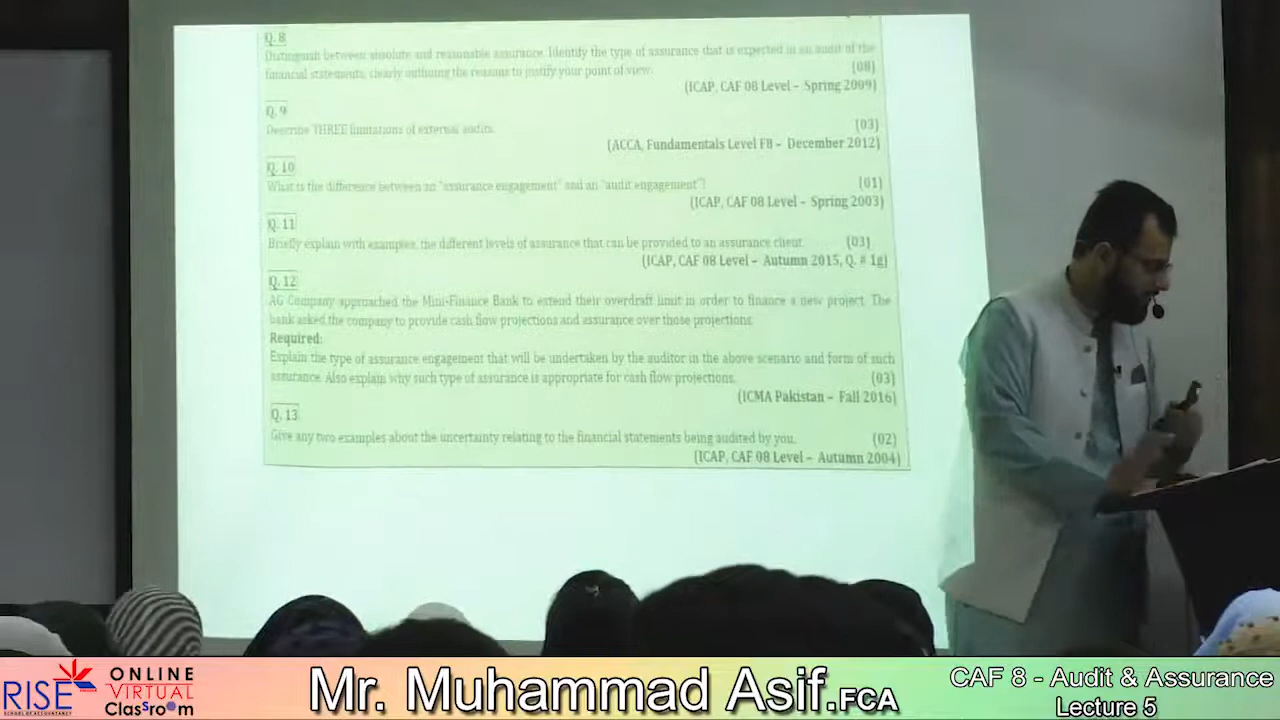 Q. 8
Distinguish between absolute and reasonable assurance. Identify the type of assurance that is expected in an audit of the
financial statements, clearly outlining the reasons to justify your point of view. (08)
(ICAP, CAF 08 Level – Spring 2009)
Q. 9
Describe THREE limitations of external audits. (03)
(ACCA, Fundamentals Level F8 – December 2012)
Q. 10
What is the difference between an "assurance engagement" and an "audit engagement"? (01)
(ICAP, CAF 08 Level – Spring 2003)
Q. 11
Briefly explain with examples, the different levels of assurance that can be provided to an assurance client. (03)
(ICAP, CAF 08 Level – Autumn 2015, Q. # 1g)
Q. 12
AG Company approached the Mini-Finance Bank to extend their overdraft limit in order to finance a new project. The
bank asked the company to provide cash flow projections and assurance over those projections.
Required:
Explain the type of assurance engagement that will be undertaken by the auditor in the above scenario and form of such
assurance. Also explain why such type of assurance is appropriate for cash flow projections. (03)
(ICMA Pakistan – Fall 2016)
Q. 13
Give any two examples about the uncertainty relating to the financial statements being audited by you. (02)
(ICAP, CAF 08 Level – Autumn 2004)
RISE
SCHOOL OF ACCOUNTANCY
ONLINE
VIRTUAL
Classroom
Mr. Muhammad Asif.FCA
CAF 8 - Audit & Assurance
Lecture 5